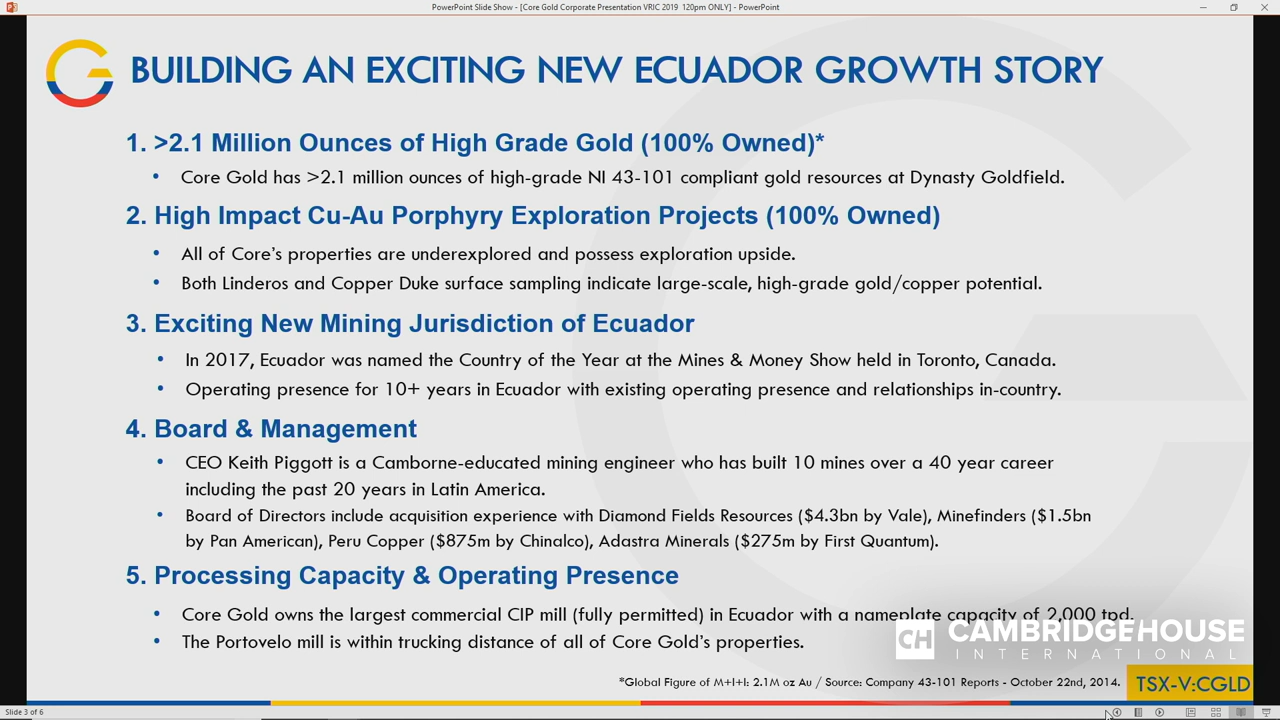 PowerPoint Slide Show - [Core Gold Corporate Presentation VRIC 2019 120pm ONLY] - PowerPoint
BUILDING AN EXCITING NEW ECUADOR GROWTH STORY
1. >2.1 Million Ounces of High Grade Gold (100% Owned)*
• Core Gold has >2.1 million ounces of high-grade NI 43-101 compliant gold resources at Dynasty Goldfield.
2. High Impact Cu-Au Porphyry Exploration Projects (100% Owned)
• All of Core's properties are underexplored and possess exploration upside.
• Both Linderos and Copper Duke surface sampling indicate large-scale, high-grade gold/copper potential.
3. Exciting New Mining Jurisdiction of Ecuador
• In 2017, Ecuador was named the Country of the Year at the Mines & Money Show held in Toronto, Canada.
• Operating presence for 10+ years in Ecuador with existing operating presence and relationships in-country.
4. Board & Management
• CEO Keith Piggott is a Camborne-educated mining engineer who has built 10 mines over a 40 year career
including the past 20 years in Latin America.
• Board of Directors include acquisition experience with Diamond Fields Resources ($4.3bn by Vale), Minefinders ($1.5bn
by Pan American), Peru Copper ($875m by Chinalco), Adastra Minerals ($275m by First Quantum).
5. Processing Capacity & Operating Presence
• Core Gold owns the largest commercial CIP mill (fully permitted) in Ecuador with a nameplate capacity of 2,000 tpd.
• The Portovelo mill is within trucking distance of all of Core Gold's properties.
CH CAMBRIDGEHOUSE
INTERNATIONAL
*Global Figure of M+I+I: 2.1M oz Au / Source: Company 43-101 Reports - October 22nd, 2014.
TSX-V:CGLD
Slide 3 of 6